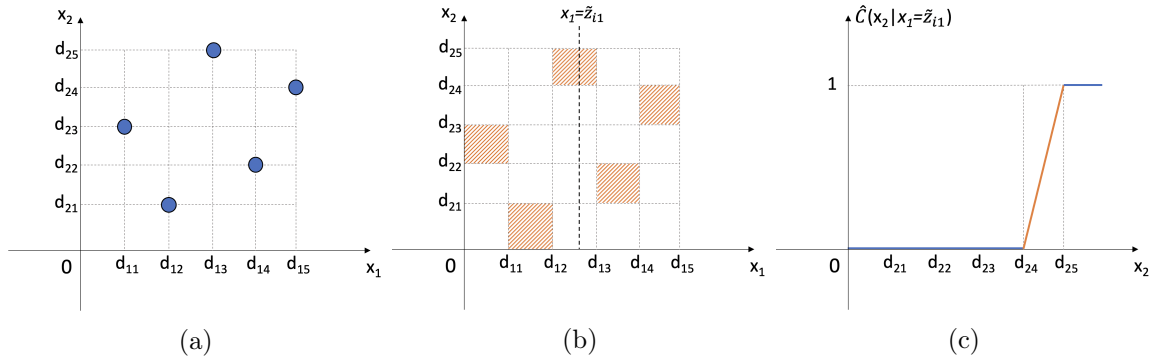 x₂
d₂₅
d₂₄
d₂₃
d₂₂
d₂₁
0
d₁₁ d₁₂ d₁₃ d₁₄ d₁₅
x₁
(a)
x₁=z̃ᵢ₁
x₂
d₂₅
d₂₄
d₂₃
d₂₂
d₂₁
0
d₁₁ d₁₂ d₁₃ d₁₄ d₁₅
x₁
(b)
Ĉ(x₂|x₁=z̃ᵢ₁)
1
0
d₂₁ d₂₂ d₂₃ d₂₄ d₂₅
x₂
(c)